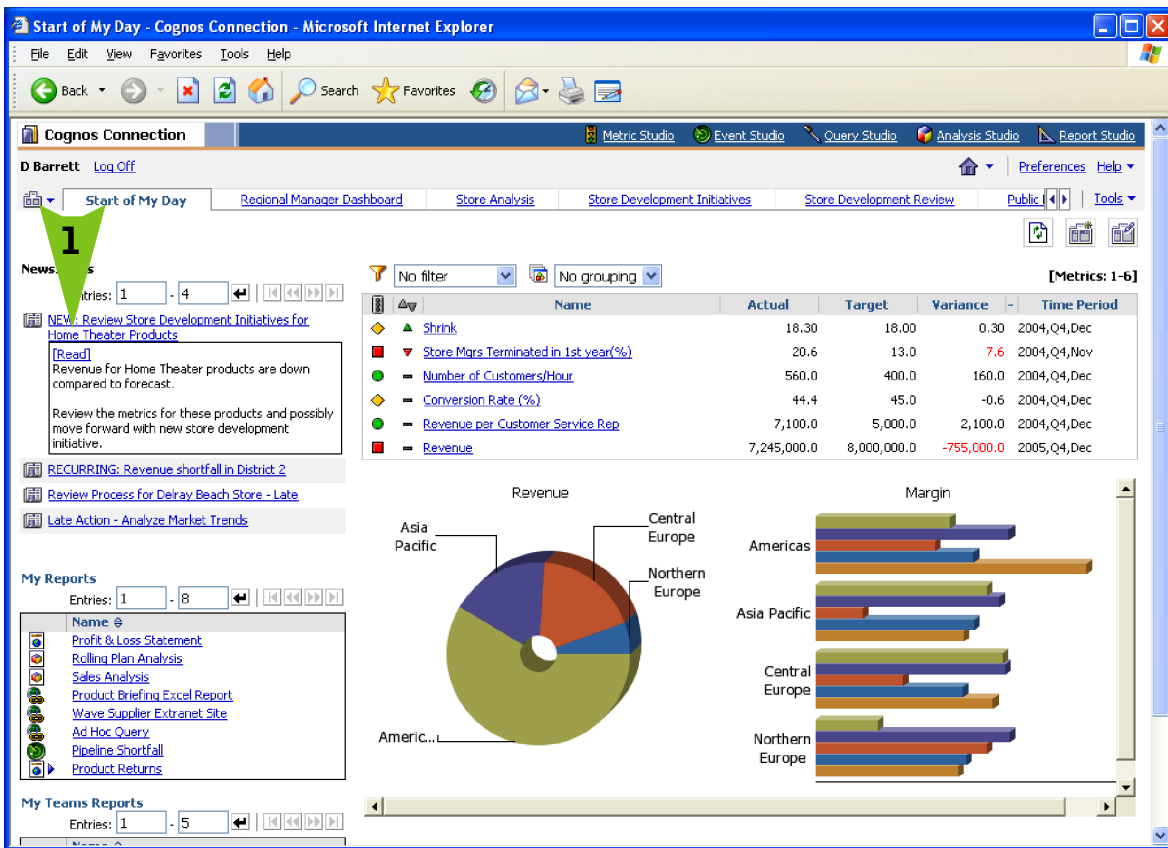 Start of My Day - Cognos Connection - Microsoft Internet Explorer
File Edit View Favorites Tools Help
Back Search Favorites
Cognos Connection Metric Studio Event Studio Query Studio Analysis Studio Report Studio
D Barrett Log Off Preferences Help
Start of My Day Regional Manager Dashboard Store Analysis Store Development Initiatives Store Development Review Public Tools
1
No filter No grouping [Metrics: 1-6]
Entries: 1 - 4
NEW: Review Store Development Initiatives for
Home Theater Products
[Read]
Revenue for Home Theater products are down
compared to forecast.
Review the metrics for these products and possibly
move forward with new store development
initiative.
RECURRING: Revenue shortfall in District 2
Review Process for Delray Beach Store - Late
Late Action - Analyze Market Trends
Name Actual Target Variance - Time Period
Shrink 18.30 18.00 0.30 2004,Q4,Dec
Store Mgrs Terminated in 1st year(%) 20.6 13.0 7.6 2004,Q4,Nov
Number of Customers/Hour 560.0 400.0 160.0 2004,Q4,Dec
Conversion Rate (%) 44.4 45.0 -0.6 2004,Q4,Dec
Revenue per Customer Service Rep 7,100.0 5,000.0 2,100.0 2004,Q4,Dec
Revenue 7,245,000.0 8,000,000.0 -755,000.0 2005,Q4,Dec
My Reports
Entries: 1 - 8
Name
Profit & Loss Statement
Rolling Plan Analysis
Sales Analysis
Product Briefing Excel Report
Wave Supplier Extranet Site
Ad Hoc Query
Pipeline Shortfall
Product Returns
My Teams Reports
Entries: 1 - 5
Name
Revenue
Asia
Pacific
Central
Europe
Northern
Europe
Americ...
Margin
Americas
Asia Pacific
Central
Europe
Northern
Europe